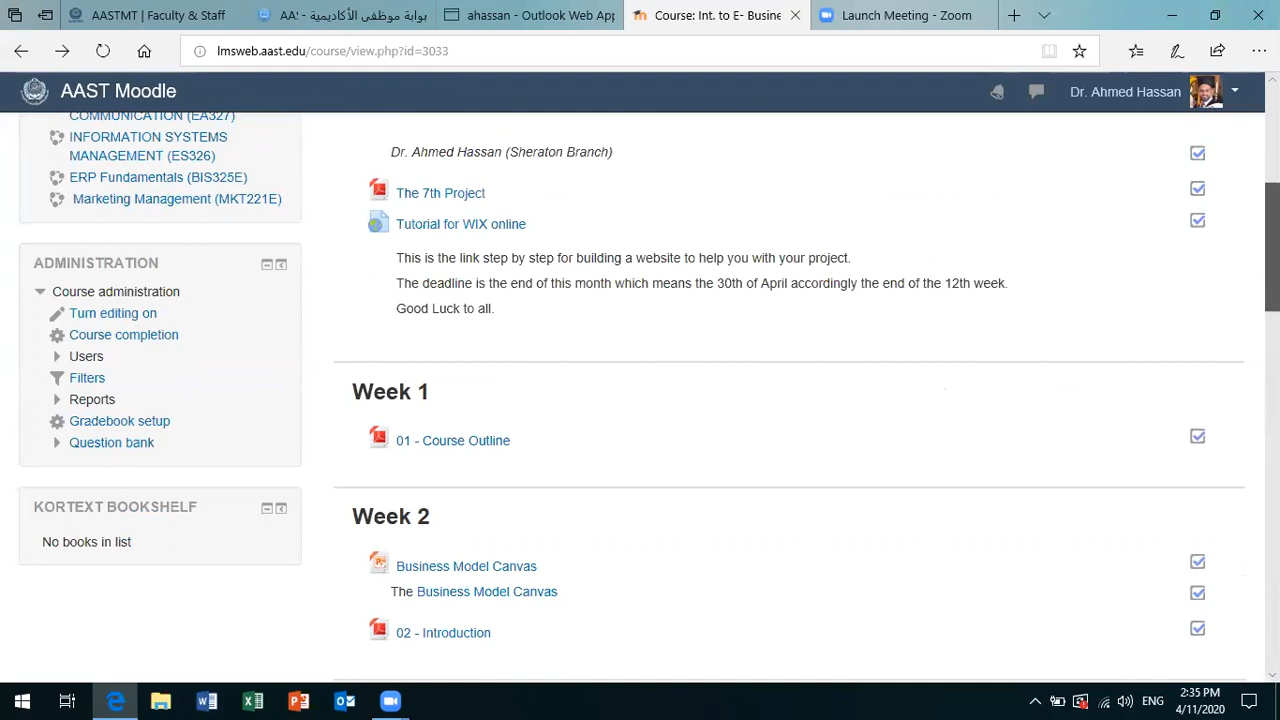 AASTMT | Faculty & Staff
بوابة موظفى الأكاديمية - AAS
ahassan - Outlook Web App
Course: Int. to E- Busine
Launch Meeting - Zoom
lmsweb.aast.edu/course/view.php?id=3033
AAST Moodle
Dr. Ahmed Hassan
COMMUNICATION (EA327)
INFORMATION SYSTEMS
MANAGEMENT (ES326)
ERP Fundamentals (BIS325E)
Marketing Management (MKT221E)
ADMINISTRATION
Course administration
Turn editing on
Course completion
Users
Filters
Reports
Gradebook setup
Question bank
KORTEXT BOOKSHELF
No books in list
Dr. Ahmed Hassan (Sheraton Branch)
The 7th Project
Tutorial for WIX online
This is the link step by step for building a website to help you with your project.
The deadline is the end of this month which means the 30th of April accordingly the end of the 12th week.
Good Luck to all.
Week 1
01 - Course Outline
Week 2
Business Model Canvas
The Business Model Canvas
02 - Introduction
ENG
2:35 PM
4/11/2020